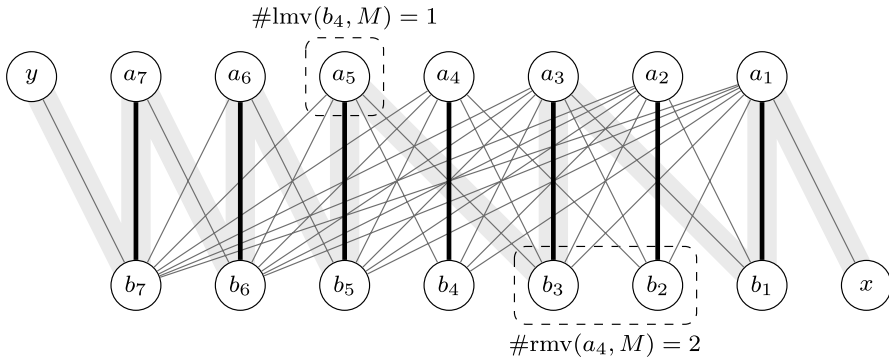 #lmv(b₄, M) = 1
y a₇ a₆ a₅ a₄ a₃ a₂ a₁
b₇ b₆ b₅ b₄ b₃ b₂ b₁ x
#rmv(a₄, M) = 2